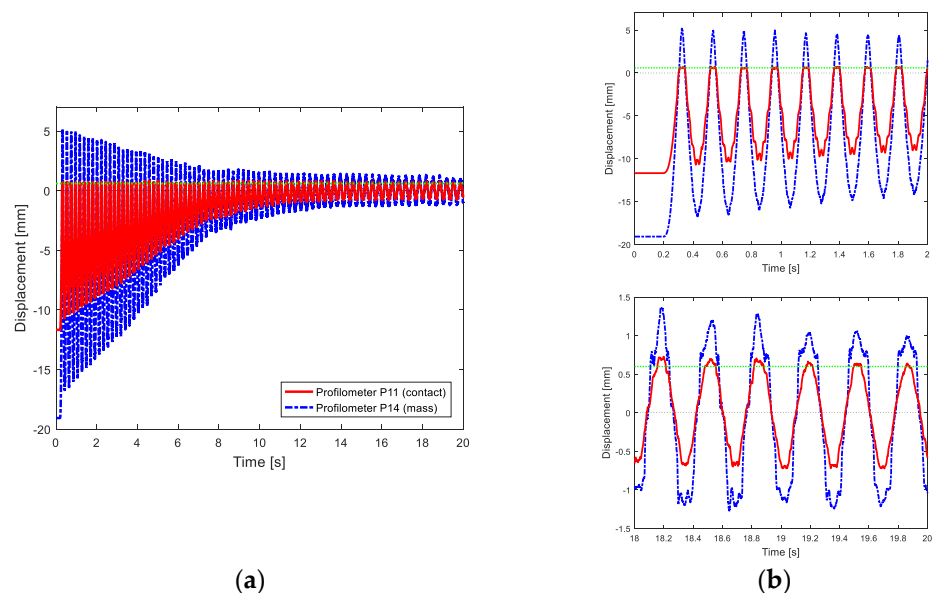 5
0
-5
-10
-15
-20
Displacement [mm]
0 2 4 6 8 10 12 14 16 18 20
Time [s]
Profilometer P11 (contact)
Profilometer P14 (mass)
(a)
5
0
-5
-10
-15
-20
Displacement [mm]
0 0.2 0.4 0.6 0.8 1 1.2 1.4 1.6 1.8 2
Time [s]
1.5
1
0.5
0
-0.5
-1
-1.5
Displacement [mm]
18 18.2 18.4 18.6 18.8 19 19.2 19.4 19.6 19.8 20
Time [s]
(b)